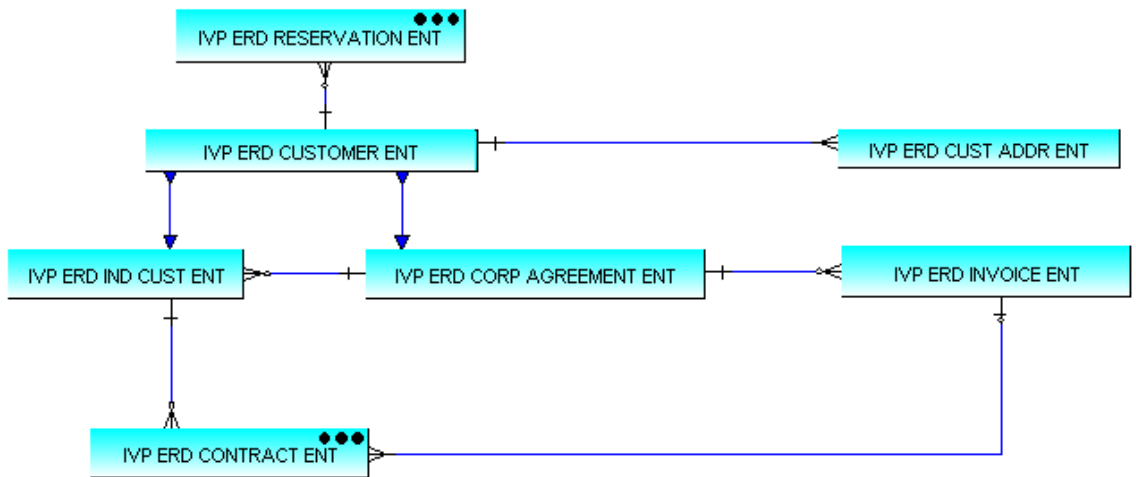 IVP ERD RESERVATION ENT
IVP ERD CUSTOMER ENT
IVP ERD CUST ADDR ENT
IVP ERD IND CUST ENT
IVP ERD CORP AGREEMENT ENT
IVP ERD INVOICE ENT
IVP ERD CONTRACT ENT